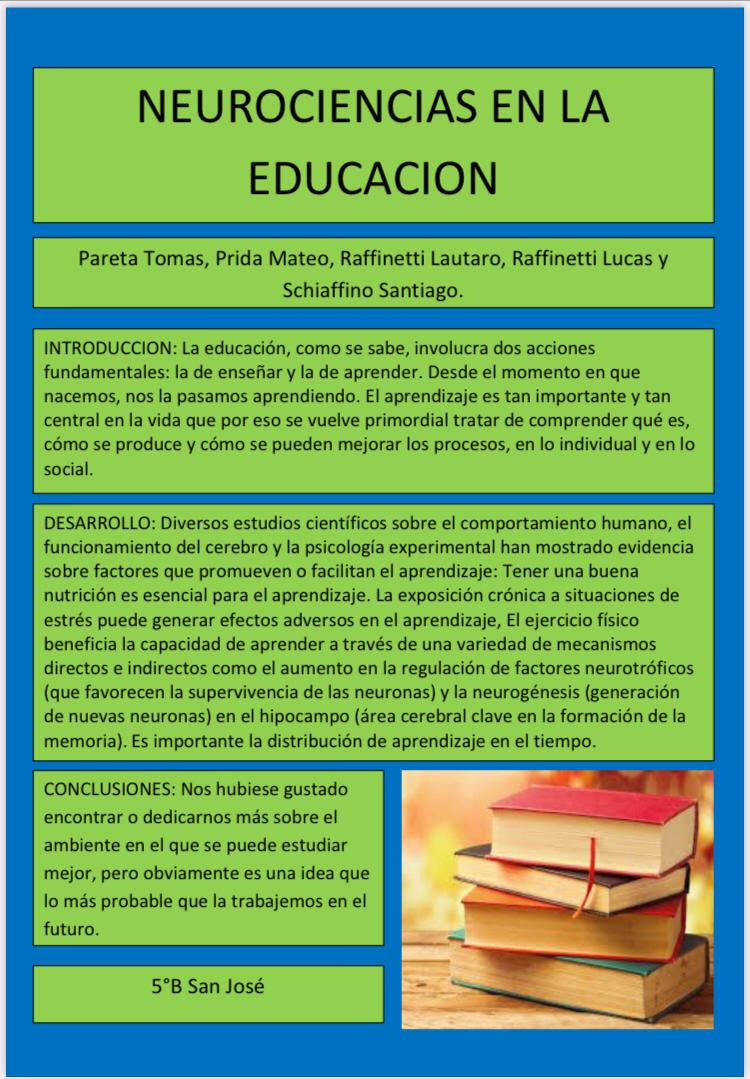 NEUROCIENCIAS EN LA
EDUCACION
Pareta Tomas, Prida Mateo, Raffinetti Lautaro, Raffinetti Lucas y
Schiaffino Santiago.
INTRODUCCION: La educación, como se sabe, involucra dos acciones
fundamentales: la de enseñar y la de aprender. Desde el momento en que
nacemos, nos la pasamos aprendiendo. El aprendizaje es tan importante y tan
central en la vida que por eso se vuelve primordial tratar de comprender qué es,
cómo se produce y cómo se pueden mejorar los procesos, en lo individual y en lo
social.
DESARROLLO: Diversos estudios científicos sobre el comportamiento humano, el
funcionamiento del cerebro y la psicología experimental han mostrado evidencia
sobre factores que promueven o facilitan el aprendizaje: Tener una buena
nutrición es esencial para el aprendizaje. La exposición crónica a situaciones de
estrés puede generar efectos adversos en el aprendizaje, El ejercicio físico
beneficia la capacidad de aprender a través de una variedad de mecanismos
directos e indirectos como el aumento en la regulación de factores neurotróficos
(que favorecen la supervivencia de las neuronas) y la neurogénesis (generación
de nuevas neuronas) en el hipocampo (área cerebral clave en la formación de la
memoria). Es importante la distribución de aprendizaje en el tiempo.
CONCLUSIONES: Nos hubiese gustado
encontrar o dedicarnos más sobre el
ambiente en el que se puede estudiar
mejor, pero obviamente es una idea que
lo más probable que la trabajemos en el
futuro.
5°B San José